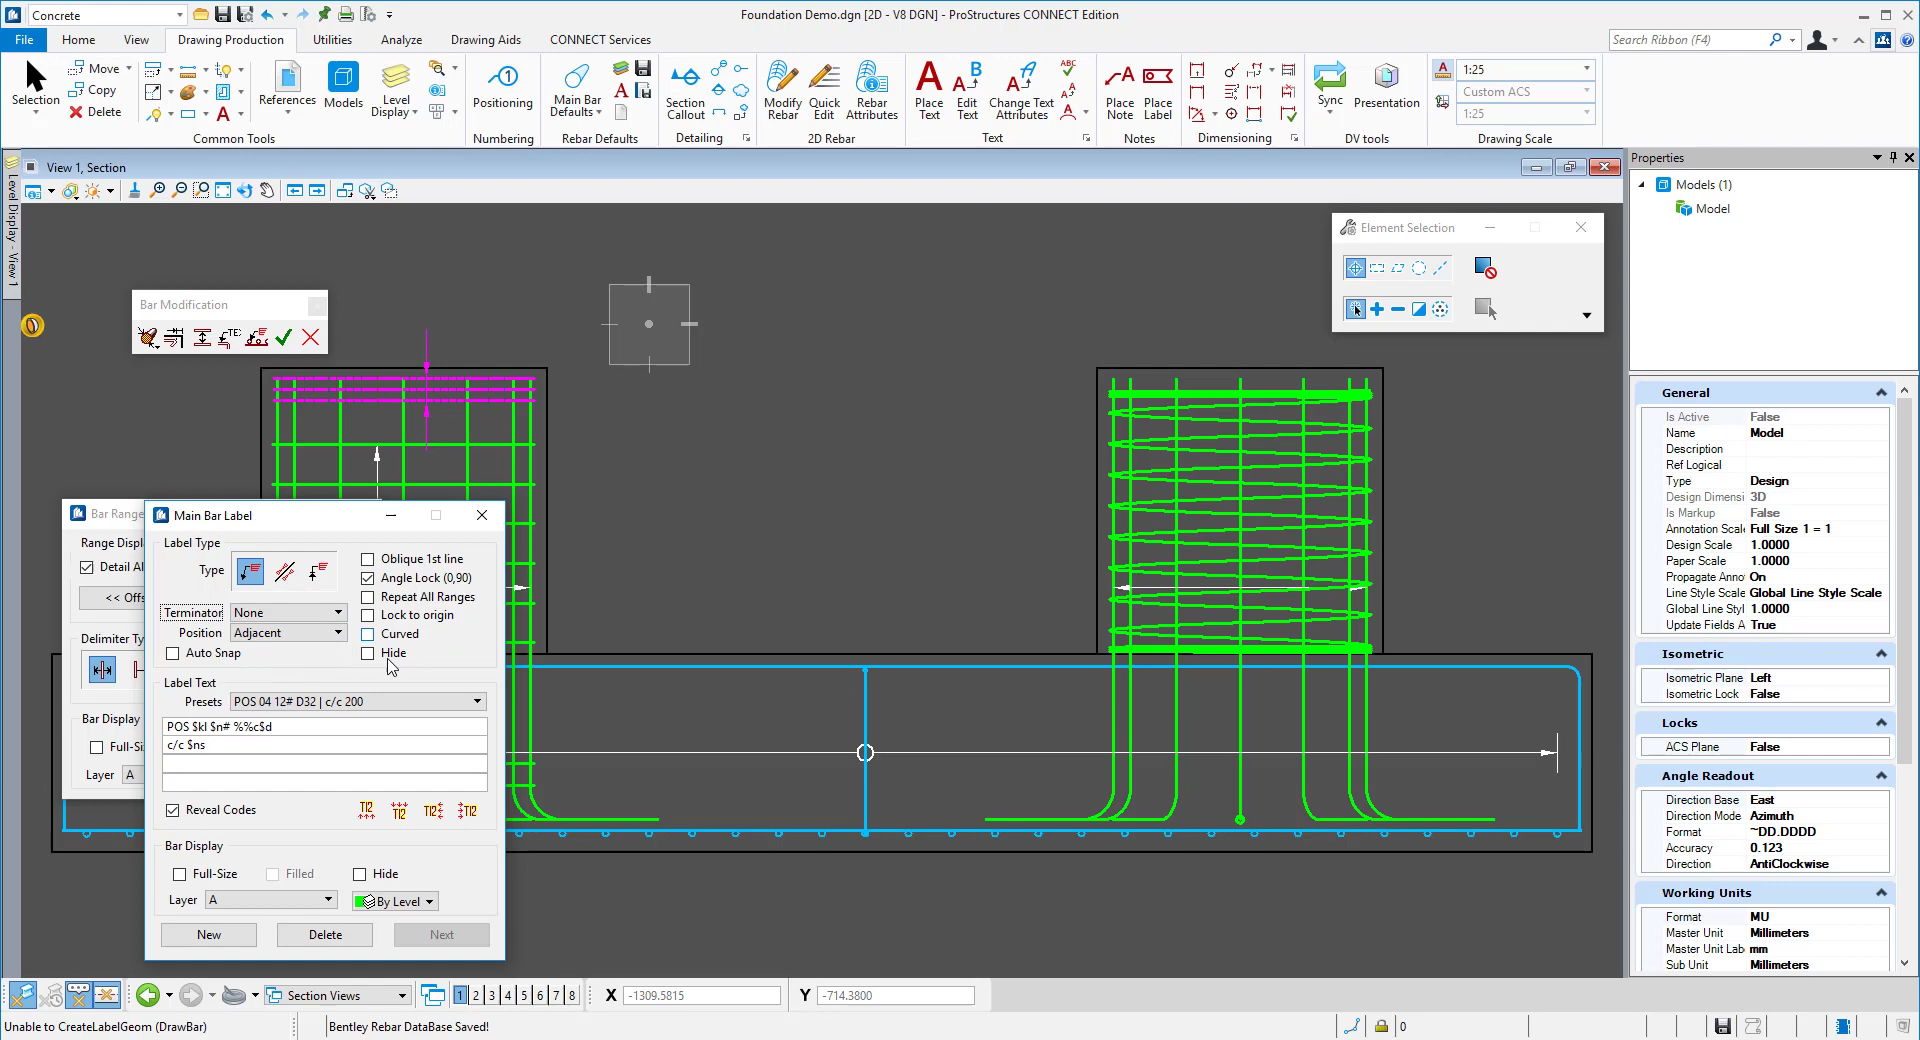 Concrete
Foundation Demo.dgn [2D - V8 DGN] - ProStructures CONNECT Edition
File Home View Drawing Production Utilities Analyze Drawing Aids CONNECT Services
Search Ribbon (F4)
Selection
Move
Copy
Delete
References
Models
Level Display
Common Tools
Positioning
Numbering
Main Bar Defaults
Rebar Defaults
Section Callout
Detailing
Modify Rebar
Quick Edit
Rebar Attributes
2D Rebar
Place Text
Edit Text
Change Text Attributes
ABC
Text
Place Note
Place Label
Notes
Dimensioning
Sync
Presentation
DV tools
1:25
Custom ACS
1:25
Drawing Scale
View 1, Section
Level Display - View 1
Bar Modification
Element Selection
Bar Range
Range Displ
Detail Al
<< Offs
Delimiter Ty
Bar Display
Full-Si
Layer A
Main Bar Label
Label Type
Type
Terminator None
Position Adjacent
Auto Snap
Oblique 1st line
Angle Lock (0,90)
Repeat All Ranges
Lock to origin
Curved
Hide
Label Text
Presets POS 04 12# D32 | c/c 200
POS $kl $n# %%c$d
c/c $ns
Reveal Codes
Bar Display
Full-Size Filled Hide
Layer A By Level
New Delete Next
Properties
Models (1)
Model
General
Is Active False
Name Model
Description
Ref Logical
Type Design
Design Dimensi 3D
Is Markup False
Annotation Scale Full Size 1 = 1
Design Scale 1.0000
Paper Scale 1.0000
Propagate Anno On
Line Style Scale Global Line Style Scale
Global Line Styl 1.0000
Update Fields A True
Isometric
Isometric Plane Left
Isometric Lock False
Locks
ACS Plane False
Angle Readout
Direction Base East
Direction Mode Azimuth
Format ~DD.DDDD
Accuracy 0.123
Direction AntiClockwise
Working Units
Format MU
Master Unit Millimeters
Master Unit Lab mm
Sub Unit Millimeters
Section Views
1 2 3 4 5 6 7 8
X -1309.5815
Y -714.3800
Unable to CreateLabelGeom (DrawBar)
Bentley Rebar DataBase Saved!
0